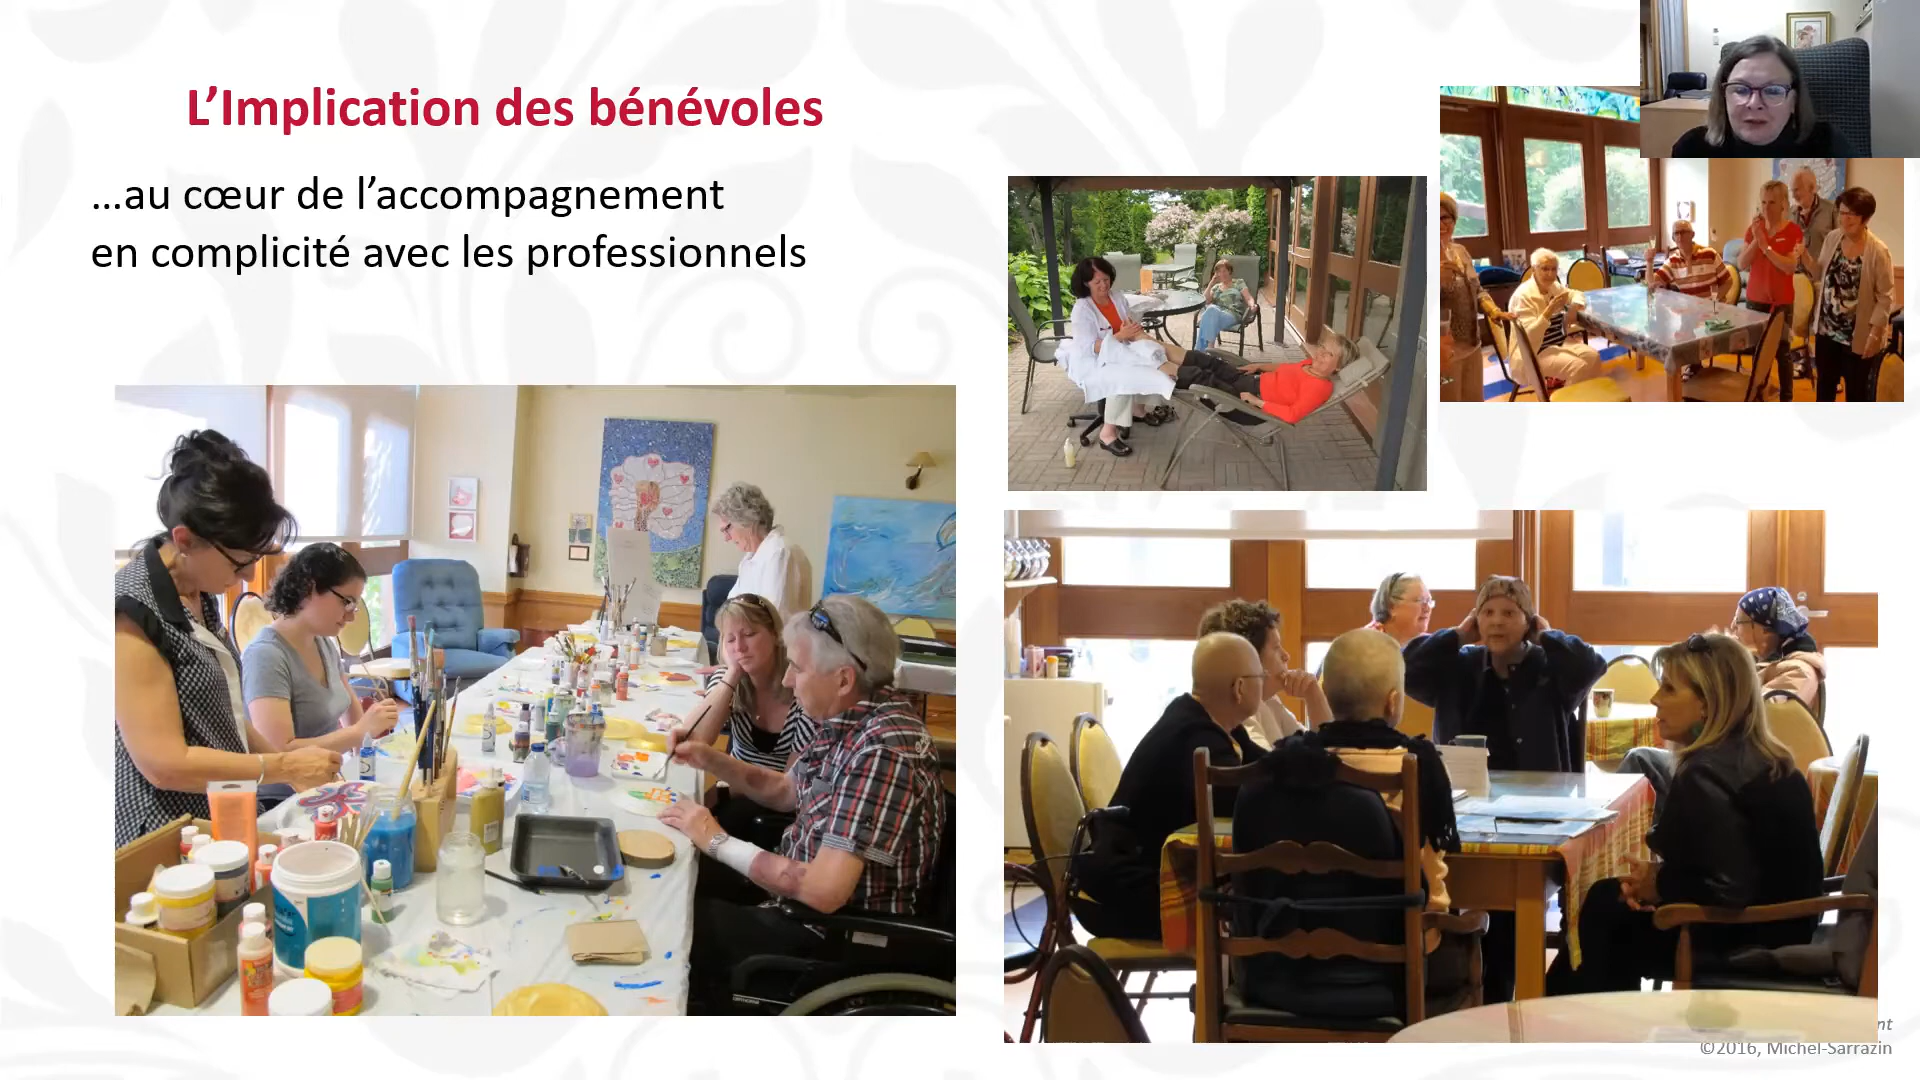 L’Implication des bénévoles
…au cœur de l’accompagnement
en complicité avec les professionnels
©2016, Michel-Sarrazin